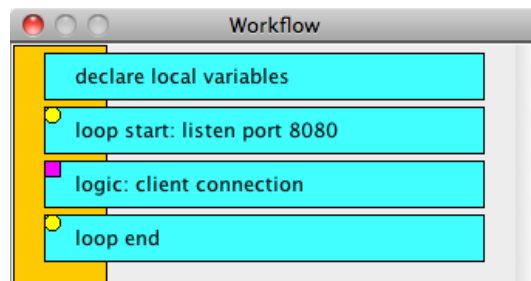 Workflow
declare local variables
loop start: listen port 8080
logic: client connection
loop end